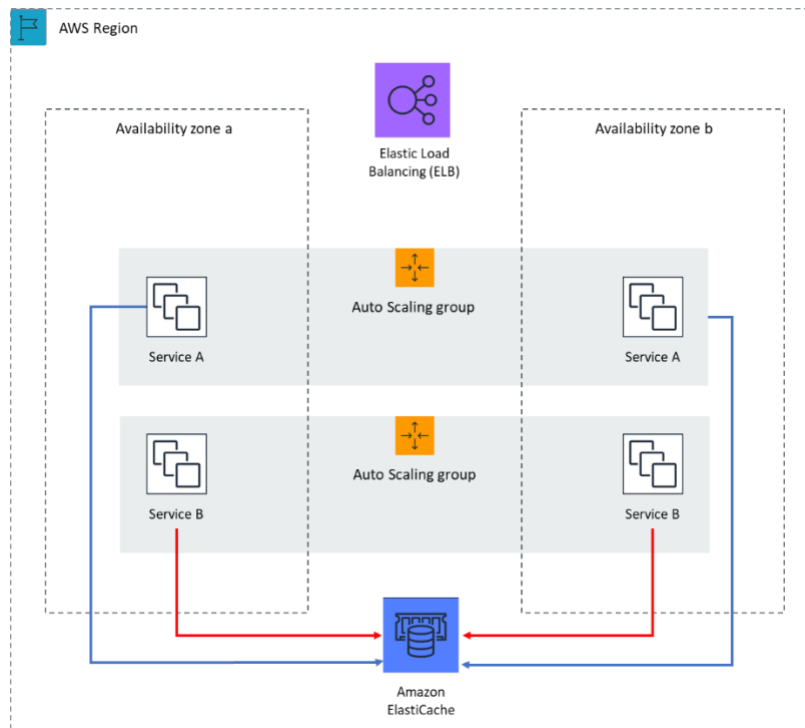 AWS Region
Availability zone a
Availability zone b
Elastic Load
Balancing (ELB)
Auto Scaling group
Service A
Service A
Auto Scaling group
Service B
Service B
Amazon
ElastiCache